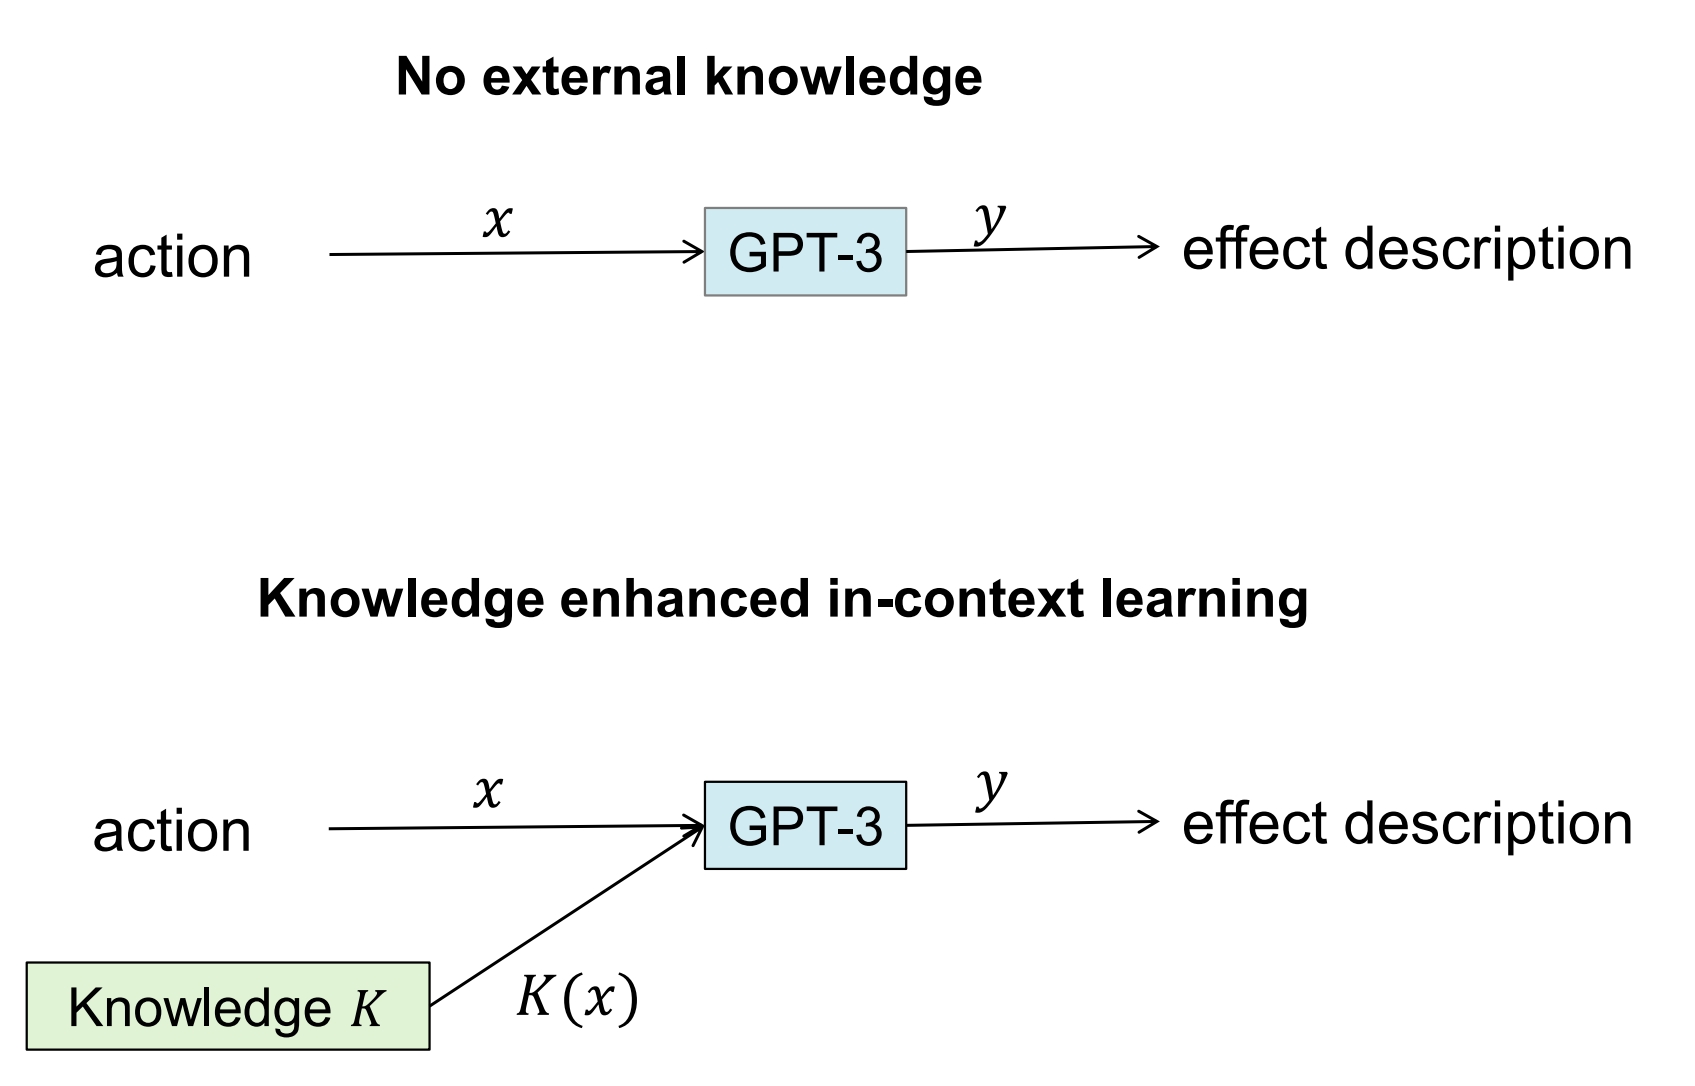 No external knowledge
action x GPT-3 y effect description
Knowledge enhanced in-context learning
action x GPT-3 y effect description
Knowledge K K(x)